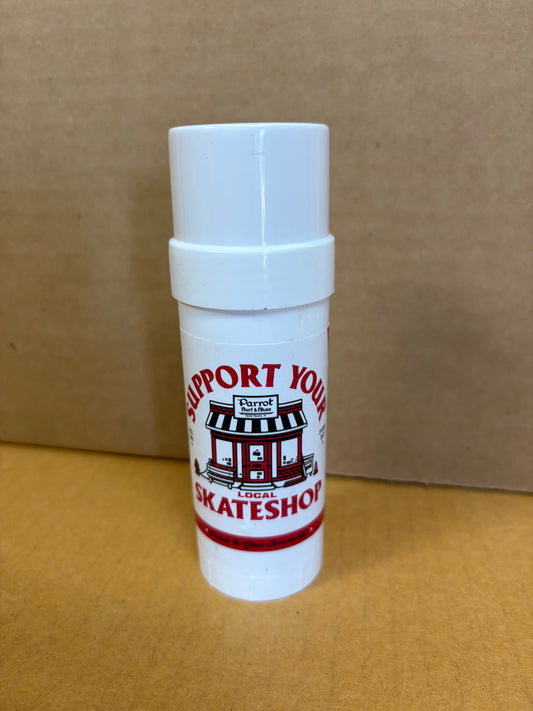 SUPPORT YOUR
Parrot
Surf & Skate
LOCAL
SKATESHOP